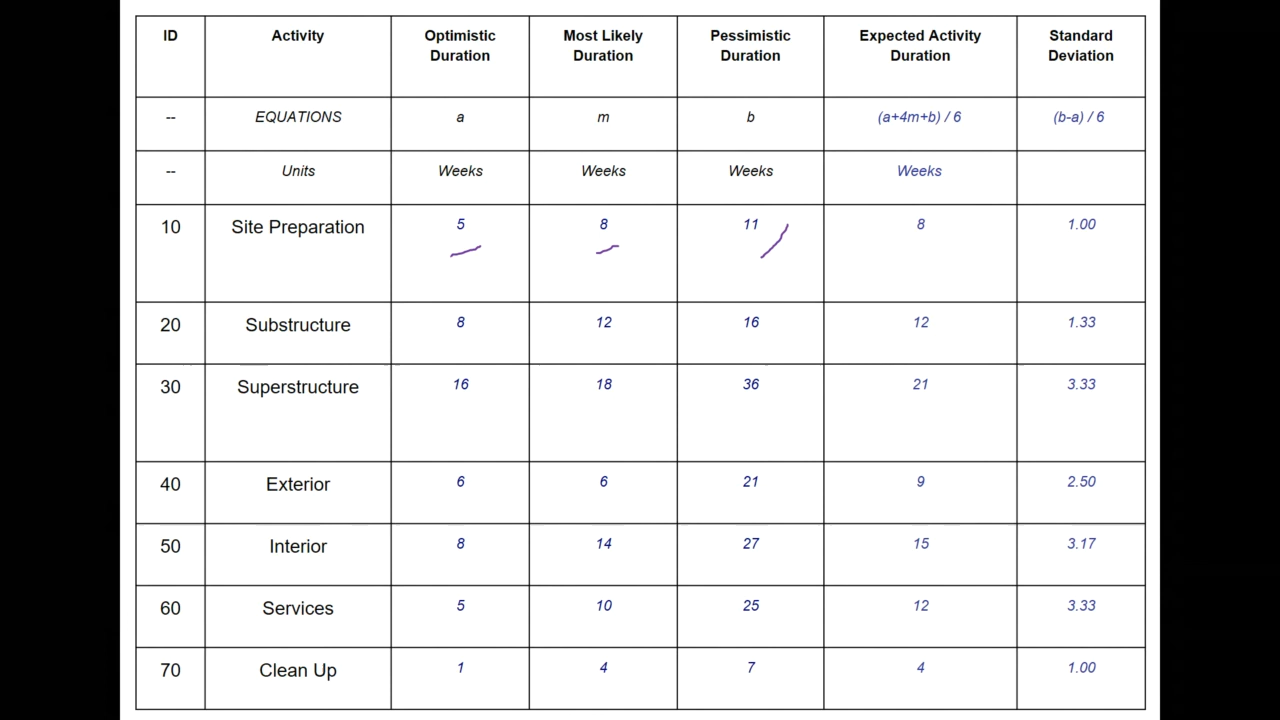 ID Activity Optimistic Duration Most Likely Duration Pessimistic Duration Expected Activity Duration Standard Deviation
-- EQUATIONS a m b (a+4m+b) / 6 (b-a) / 6
-- Units Weeks Weeks Weeks Weeks
10 Site Preparation 5 8 11 8 1.00
20 Substructure 8 12 16 12 1.33
30 Superstructure 16 18 36 21 3.33
40 Exterior 6 6 21 9 2.50
50 Interior 8 14 27 15 3.17
60 Services 5 10 25 12 3.33
70 Clean Up 1 4 7 4 1.00